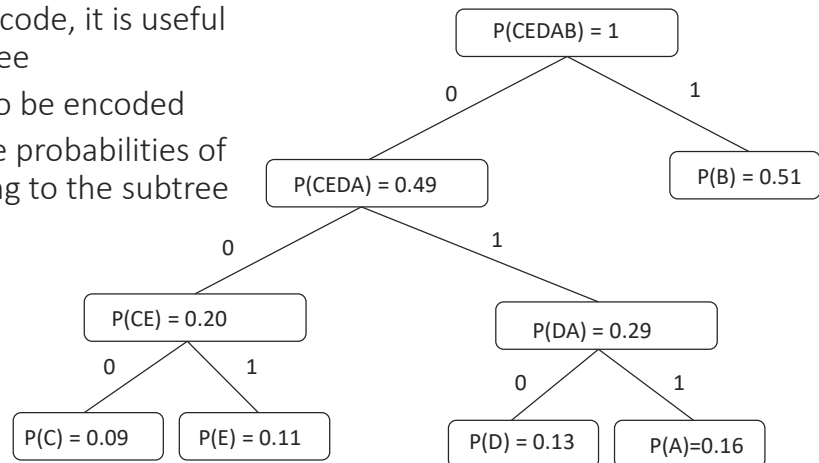 code, it is useful
ee
o be encoded
e probabilities of
ng to the subtree
P(CEDAB) = 1
0
1
P(CEDA) = 0.49
P(B) = 0.51
0
1
P(CE) = 0.20
P(DA) = 0.29
0
1
0
1
P(C) = 0.09
P(E) = 0.11
P(D) = 0.13
P(A)=0.16